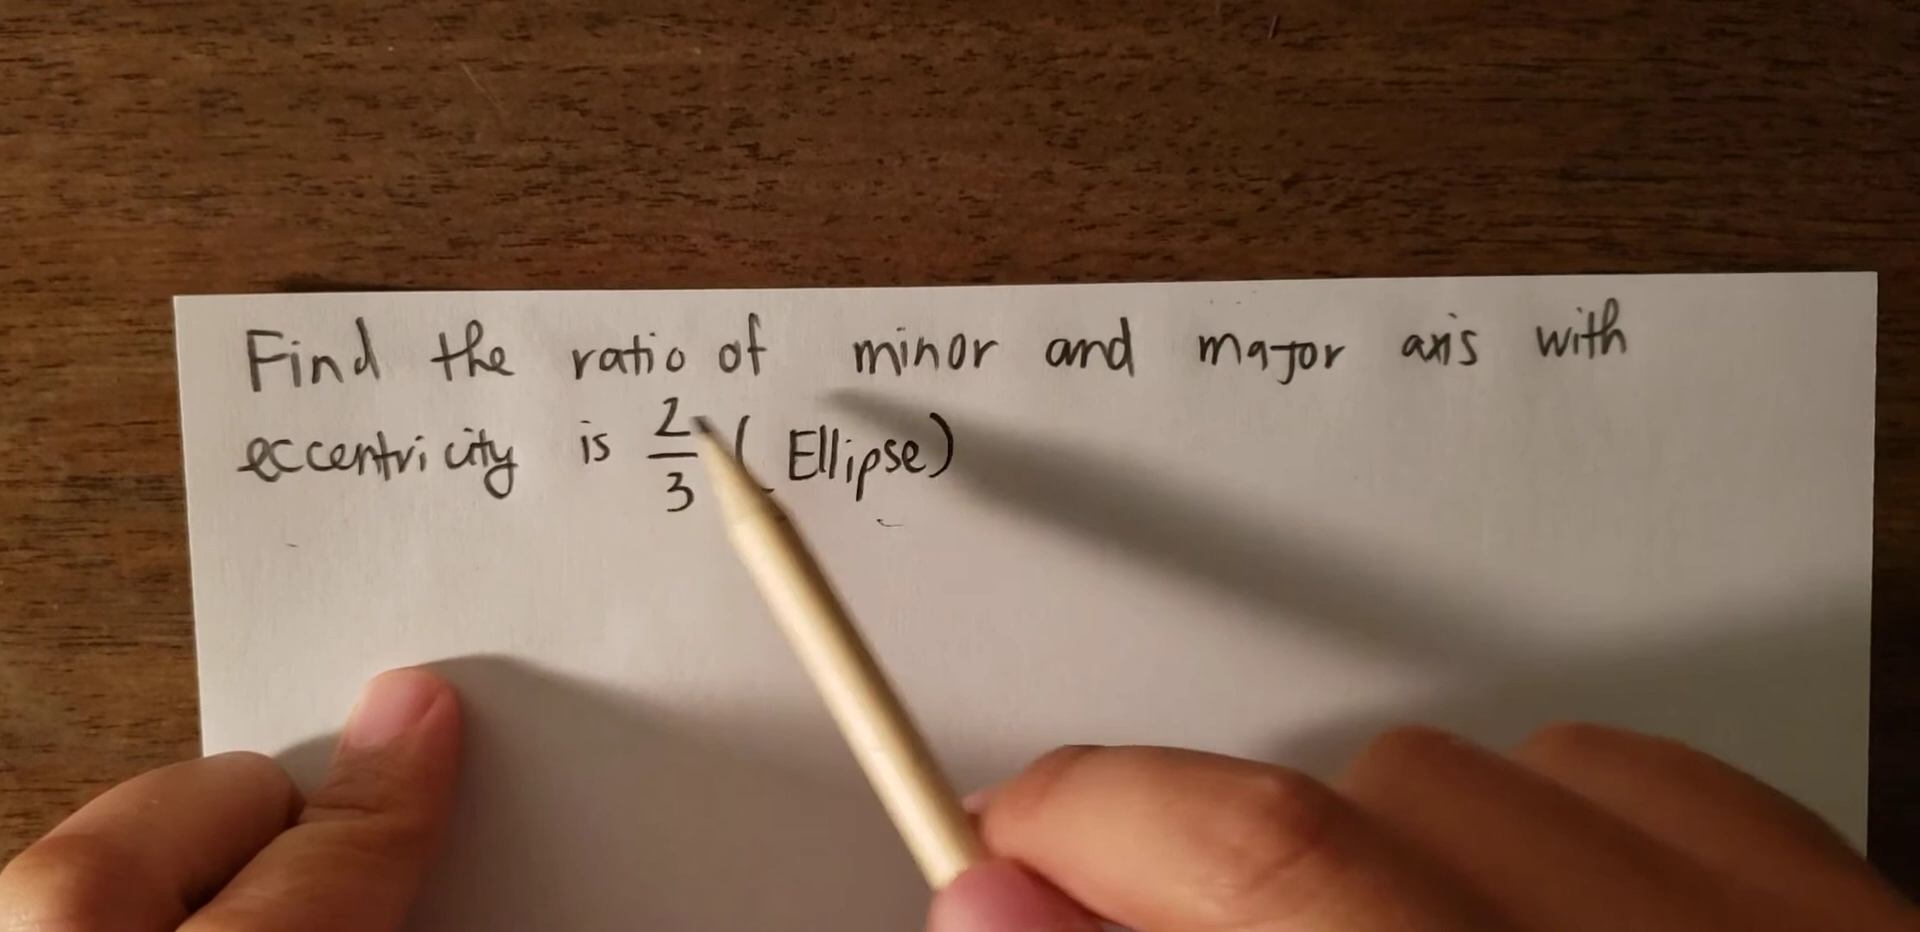 Find the ratio of minor and major axis with
eccentricity is 2/3 (Ellipse)